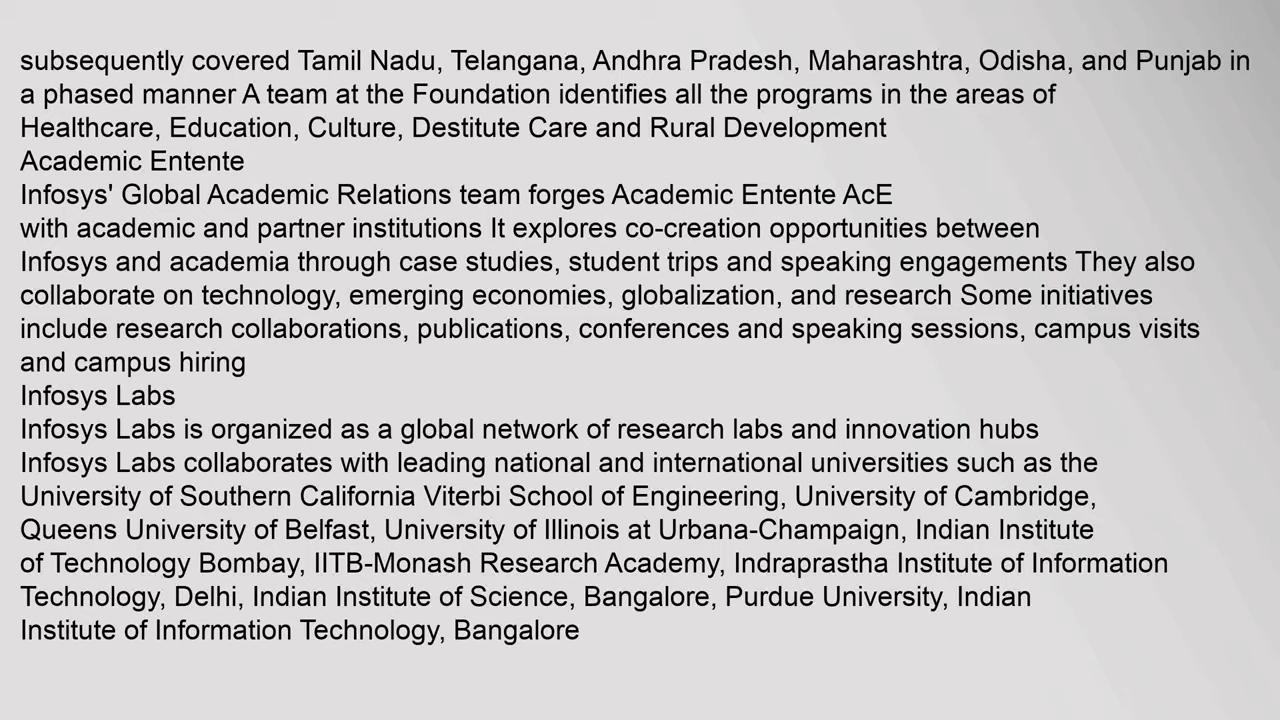 subsequently covered Tamil Nadu, Telangana, Andhra Pradesh, Maharashtra, Odisha, and Punjab in
a phased manner A team at the Foundation identifies all the programs in the areas of
Healthcare, Education, Culture, Destitute Care and Rural Development
Academic Entente
Infosys' Global Academic Relations team forges Academic Entente AcE
with academic and partner institutions It explores co-creation opportunities between
Infosys and academia through case studies, student trips and speaking engagements They also
collaborate on technology, emerging economies, globalization, and research Some initiatives
include research collaborations, publications, conferences and speaking sessions, campus visits
and campus hiring
Infosys Labs
Infosys Labs is organized as a global network of research labs and innovation hubs
Infosys Labs collaborates with leading national and international universities such as the
University of Southern California Viterbi School of Engineering, University of Cambridge,
Queens University of Belfast, University of Illinois at Urbana-Champaign, Indian Institute
of Technology Bombay, IITB-Monash Research Academy, Indraprastha Institute of Information
Technology, Delhi, Indian Institute of Science, Bangalore, Purdue University, Indian
Institute of Information Technology, Bangalore